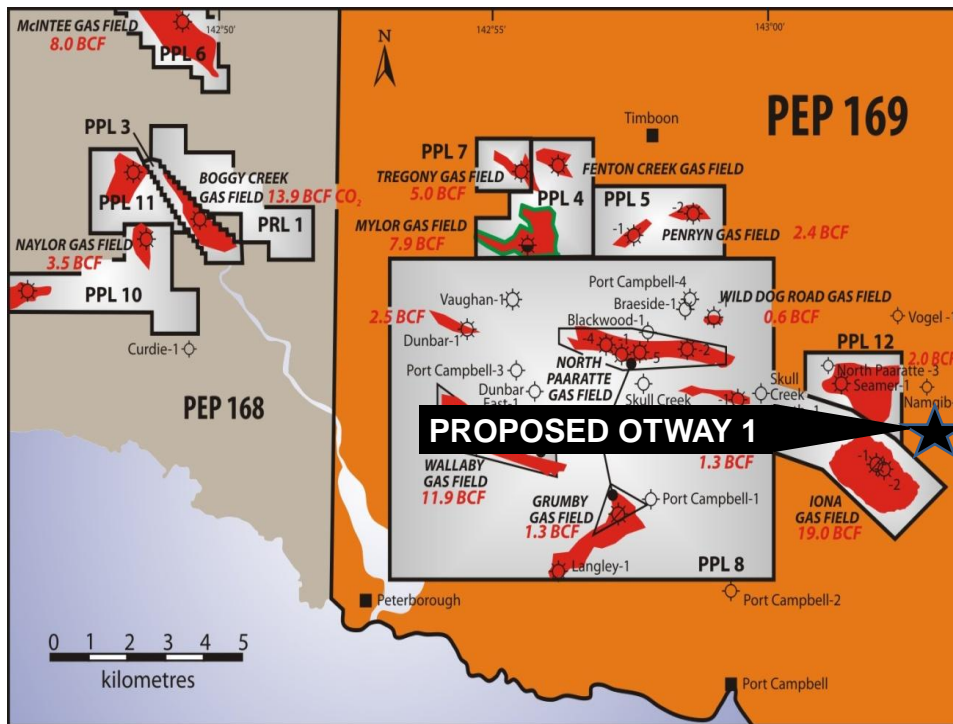 McINTEE GAS FIELD
8.0 BCF
PPL 6
142°50'
142°55'
143°00'
N
PEP 169
Timboon
PPL 3
PPL 11
BOGGY CREEK
GAS FIELD 13.9 BCF CO₂
PRL 1
NAYLOR GAS FIELD
3.5 BCF
PPL 10
Curdie-1
PEP 168
PPL 7
TREGONY GAS FIELD
5.0 BCF
FENTON CREEK GAS FIELD
PPL 4
PPL 5
MYLOR GAS FIELD
7.9 BCF
-1
-2
PENRYN GAS FIELD 2.4 BCF
Vaughan-1
Port Campbell-4
Braeside-1
WILD DOG ROAD GAS FIELD
0.6 BCF
Vogel -1
2.5 BCF
Dunbar-1
Blackwood-1
-4
-1
-5
-2
PPL 12
2.0 BCF
NORTH
PAARATTE
GAS FIELD
Port Campbell-3
Dunbar
East-1
Skull Creek
-1
Skull
Creek
North Paaratte -3
Seamer-1
Namgib-
PROPOSED OTWAY 1
1.3 BCF
WALLABY
GAS FIELD
11.9 BCF
GRUMBY
GAS FIELD
1.3 BCF
Port Campbell-1
-1
-2
IONA
GAS FIELD
19.0 BCF
Langley-1
PPL 8
Port Campbell-2
Peterborough
Port Campbell
0 1 2 3 4 5
kilometres